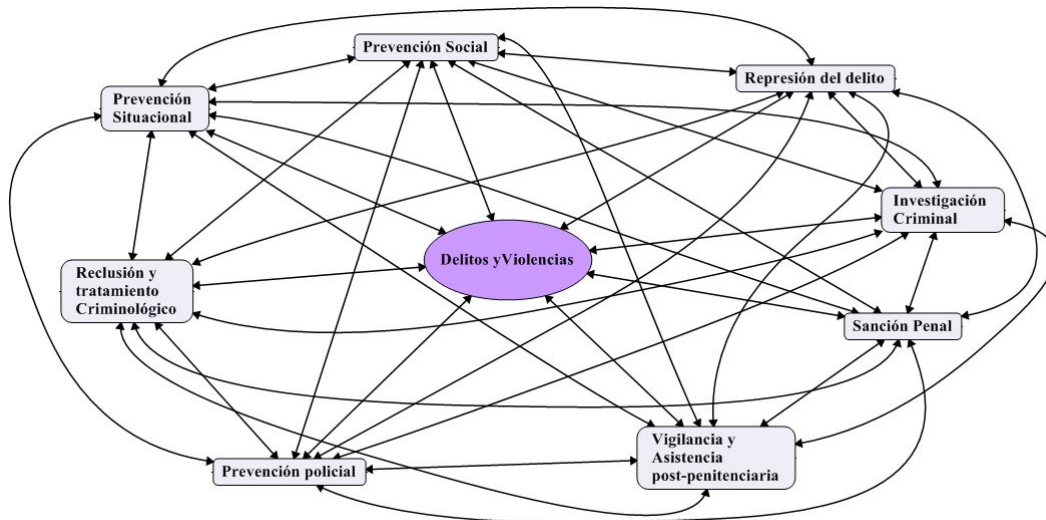 Prevención Social
Represión del delito
Prevención
Situacional
Investigación
Criminal
Delitos yViolencias
Reclusión y
tratamiento
Criminológico
Sanción Penal
Vigilancia y
Asistencia
post-penitenciaria
Prevención policial